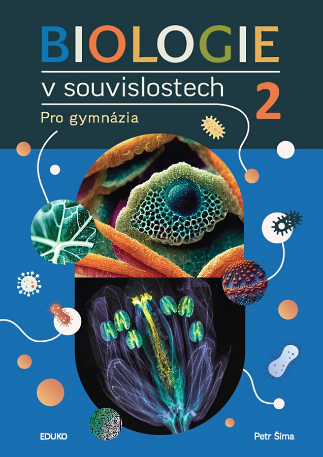 BIOLOGIE
v souvislostech
2
Pro gymnázia
EDUKO
Petr Šíma